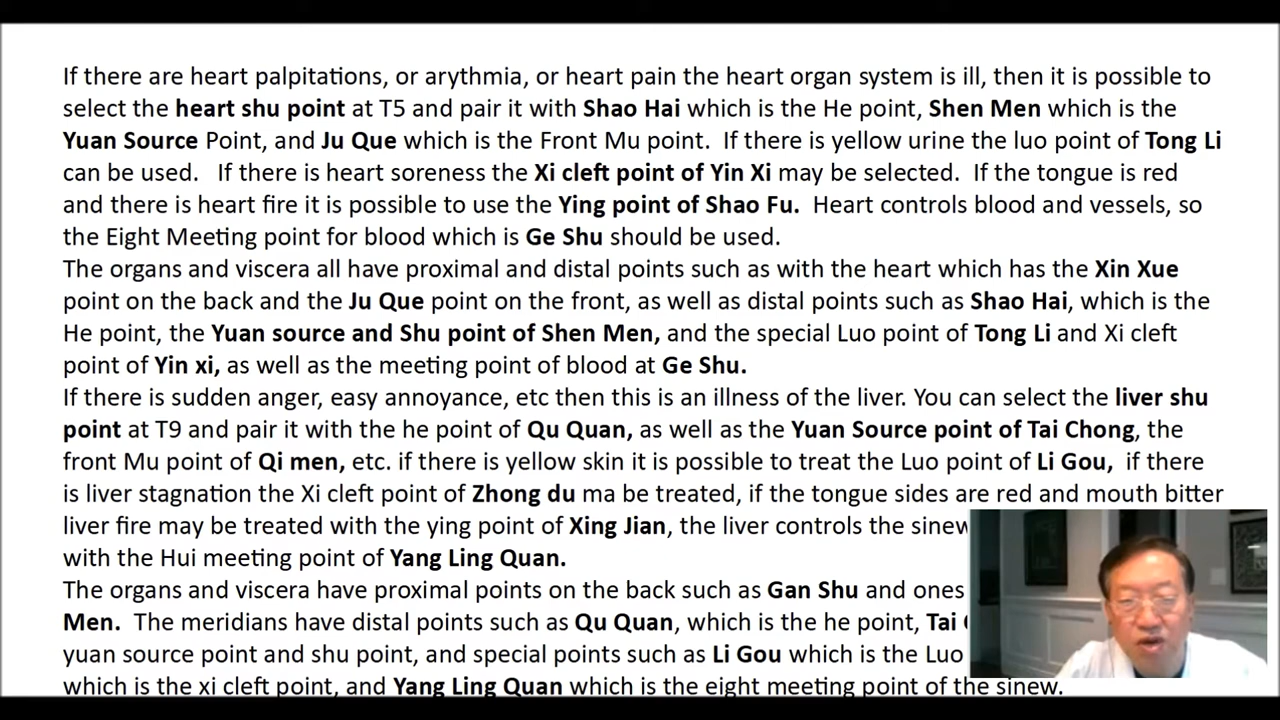 If there are heart palpitations, or arythmia, or heart pain the heart organ system is ill, then it is possible to
select the heart shu point at T5 and pair it with Shao Hai which is the He point, Shen Men which is the
Yuan Source Point, and Ju Que which is the Front Mu point. If there is yellow urine the luo point of Tong Li
can be used. If there is heart soreness the Xi cleft point of Yin Xi may be selected. If the tongue is red
and there is heart fire it is possible to use the Ying point of Shao Fu. Heart controls blood and vessels, so
the Eight Meeting point for blood which is Ge Shu should be used.
The organs and viscera all have proximal and distal points such as with the heart which has the Xin Xue
point on the back and the Ju Que point on the front, as well as distal points such as Shao Hai, which is the
He point, the Yuan source and Shu point of Shen Men, and the special Luo point of Tong Li and Xi cleft
point of Yin xi, as well as the meeting point of blood at Ge Shu.
If there is sudden anger, easy annoyance, etc then this is an illness of the liver. You can select the liver shu
point at T9 and pair it with the he point of Qu Quan, as well as the Yuan Source point of Tai Chong, the
front Mu point of Qi men, etc. if there is yellow skin it is possible to treat the Luo point of Li Gou, if there
is liver stagnation the Xi cleft point of Zhong du ma be treated, if the tongue sides are red and mouth bitter
liver fire may be treated with the ying point of Xing Jian, the liver controls the sinew
with the Hui meeting point of Yang Ling Quan.
The organs and viscera have proximal points on the back such as Gan Shu and ones
Men. The meridians have distal points such as Qu Quan, which is the he point, Tai
yuan source point and shu point, and special points such as Li Gou which is the Luo
which is the xi cleft point, and Yang Ling Quan which is the eight meeting point of the sinew.